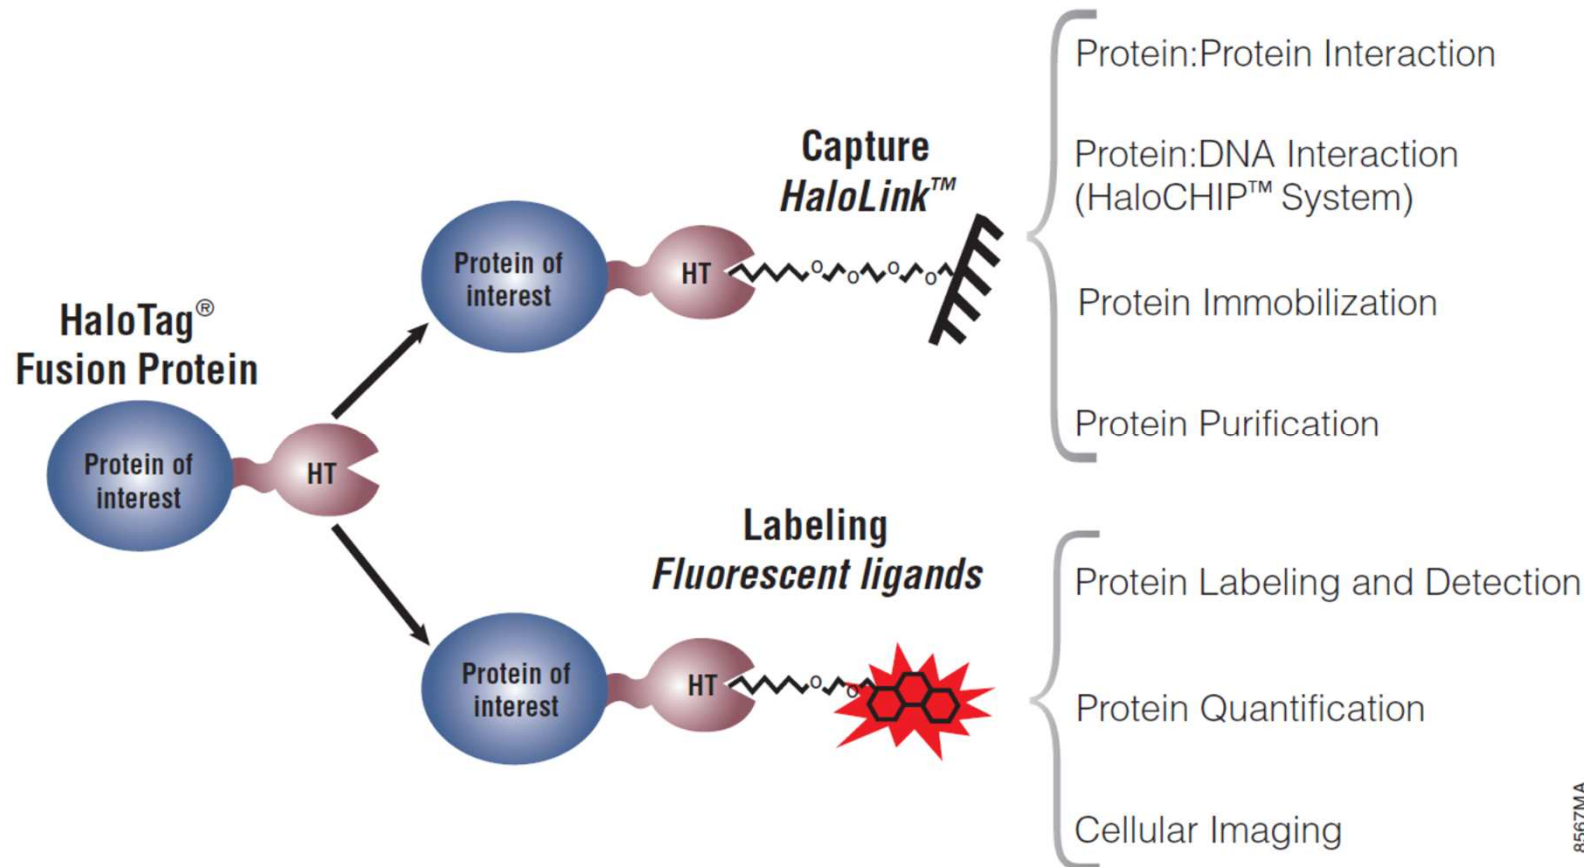 HaloTag®
Fusion Protein
Protein of
interest
HT
Capture
HaloLink™
Protein of
interest
HT
o
o
o
o
Protein:Protein Interaction
Protein:DNA Interaction
(HaloCHIP™ System)
Protein Immobilization
Protein Purification
Labeling
Fluorescent ligands
Protein of
interest
HT
o
o
Protein Labeling and Detection
Protein Quantification
Cellular Imaging
8567MA